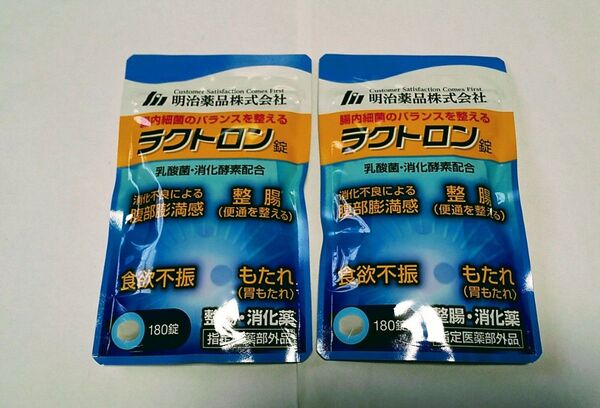 Customer Satisfaction Comes First
明治薬品株式会社
腸内細菌のバランスを整える
ラクトロン錠
乳酸菌・消化酵素配合
消化不良による
腹部膨満感
整腸
(便通を整える)
食欲不振
もたれ
(胃もたれ)
180錠
整腸・消化薬
指定医薬部外品
Customer Satisfaction Comes First
明治薬品株式会社
腸内細菌のバランスを整える
ラクトロン錠
乳酸菌・消化酵素配合
消化不良による
腹部膨満感
整腸
(便通を整える)
食欲不振
もたれ
(胃もたれ)
180錠
整腸・消化薬
指定医薬部外品